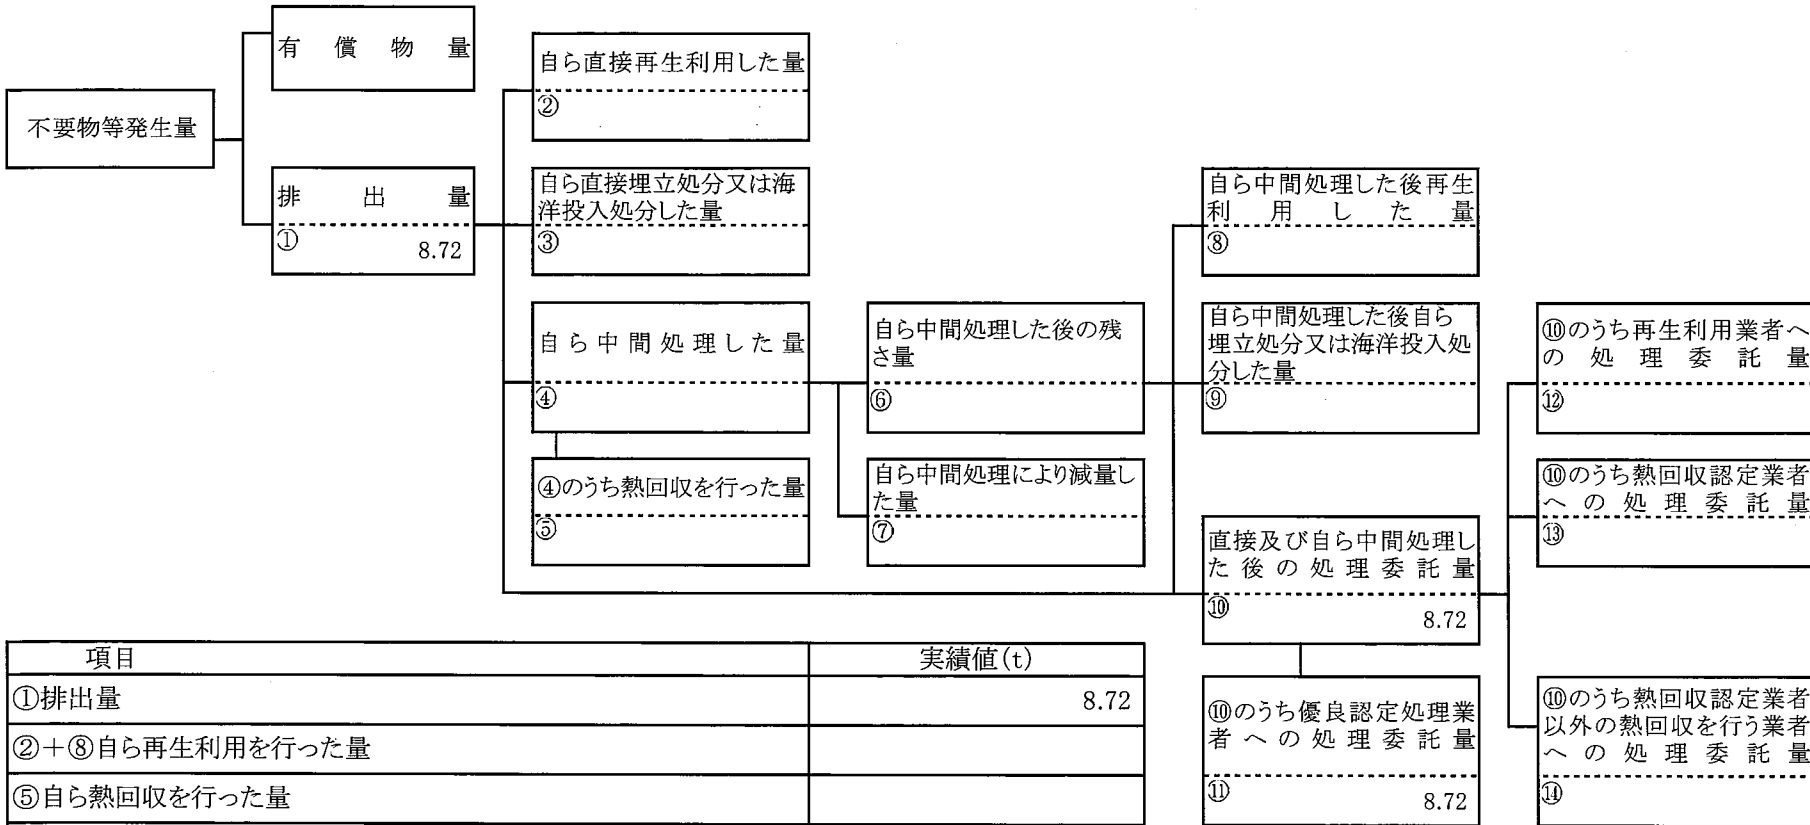 不要物等発生量
有償物量
排出量
① 8.72
自ら直接再生利用した量
②
自ら直接埋立処分又は海
洋投入処分した量
③
自ら中間処理した量
④
④のうち熱回収を行った量
⑤
自ら中間処理した後の残
さ量
⑥
自ら中間処理により減量し
た量
⑦
自ら中間処理した後再生
利用した量
⑧
自ら中間処理した後自ら
埋立処分又は海洋投入処
分した量
⑨
直接及び自ら中間処理し
た後の処理委託量
⑩ 8.72
⑩のうち優良認定処理業
者への処理委託量
⑪ 8.72
⑩のうち再生利用業者へ
の処理委託量
⑫
⑩のうち熱回収認定業者
への処理委託量
⑬
⑩のうち熱回収認定業者
以外の熱回収を行う業者
への処理委託量
⑭
項目 実績値(t)
①排出量 8.72
②+⑧自ら再生利用を行った量
⑤自ら熱回収を行った量